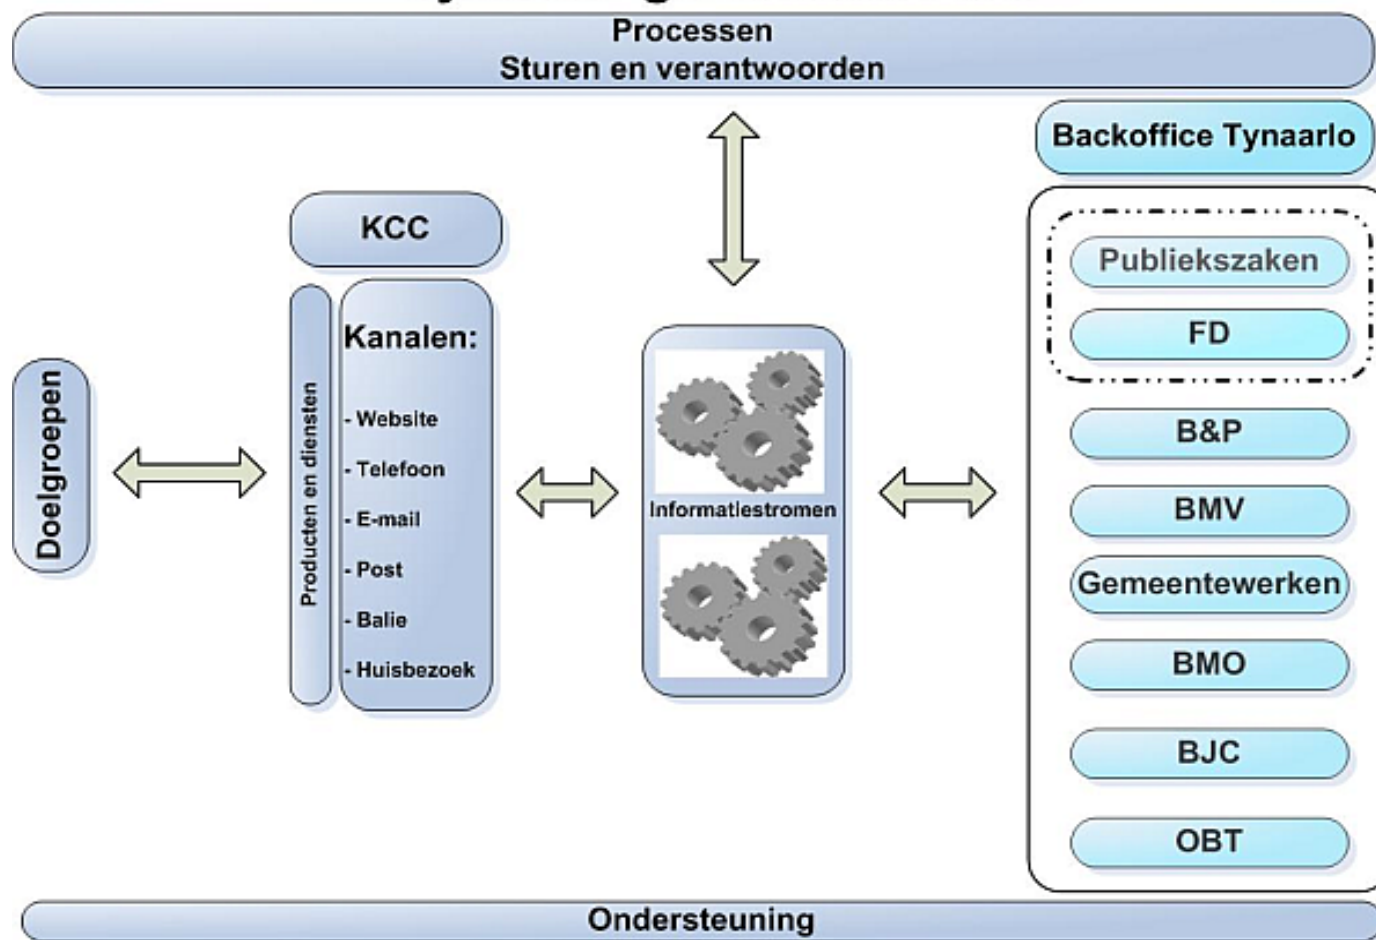 Processen
Sturen en verantwoorden
Backoffice Tynaarlo
KCC
Publiekszaken
FD
Doelgroepen
Producten en diensten
Kanalen:
- Website
- Telefoon
- E-mail
- Post
- Balie
- Huisbezoek
Informatiestromen
B&P
BMV
Gemeentewerken
BMO
BJC
OBT
Ondersteuning